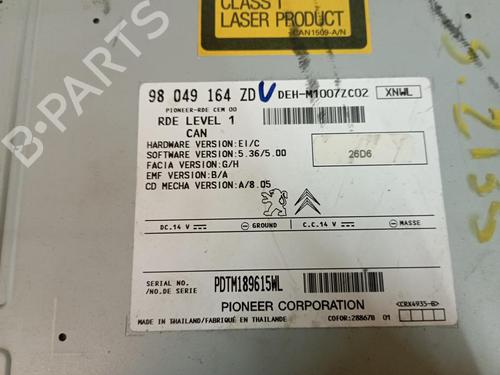 CLASS 1
LASER PRODUCT
CAN1509-A/N
98 049 164 ZD V DEH-M1007ZC02 XNWL
PIONEER-RDE CEM 00
RDE LEVEL 1
CAN
HARDWARE VERSION:EI/C
SOFTWARE VERSION:5.36/5.00
FACIA VERSION:G/H
EMF VERSION:B/A
CD MECHA VERSION:A/8.05
26D6
DC.14 V GROUND C.C.14 V MASSE
SERIAL NO.
/NO.DE SERIE
PDTM189615WL
PIONEER CORPORATION
<CRX4935-B>
MADE IN THAILAND/FABRIQUÉ EN THAILANDE COFOR:28867B 01